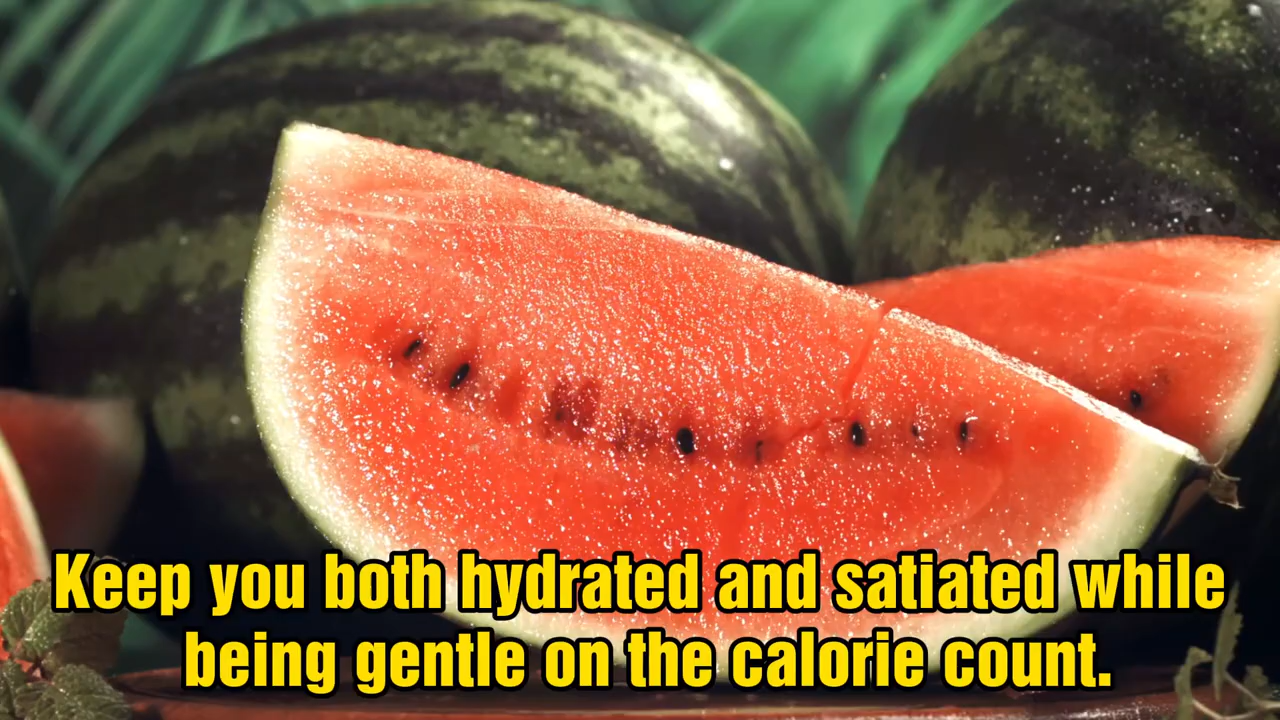 Keep you both hydrated and satiated while
being gentle on the calorie count.